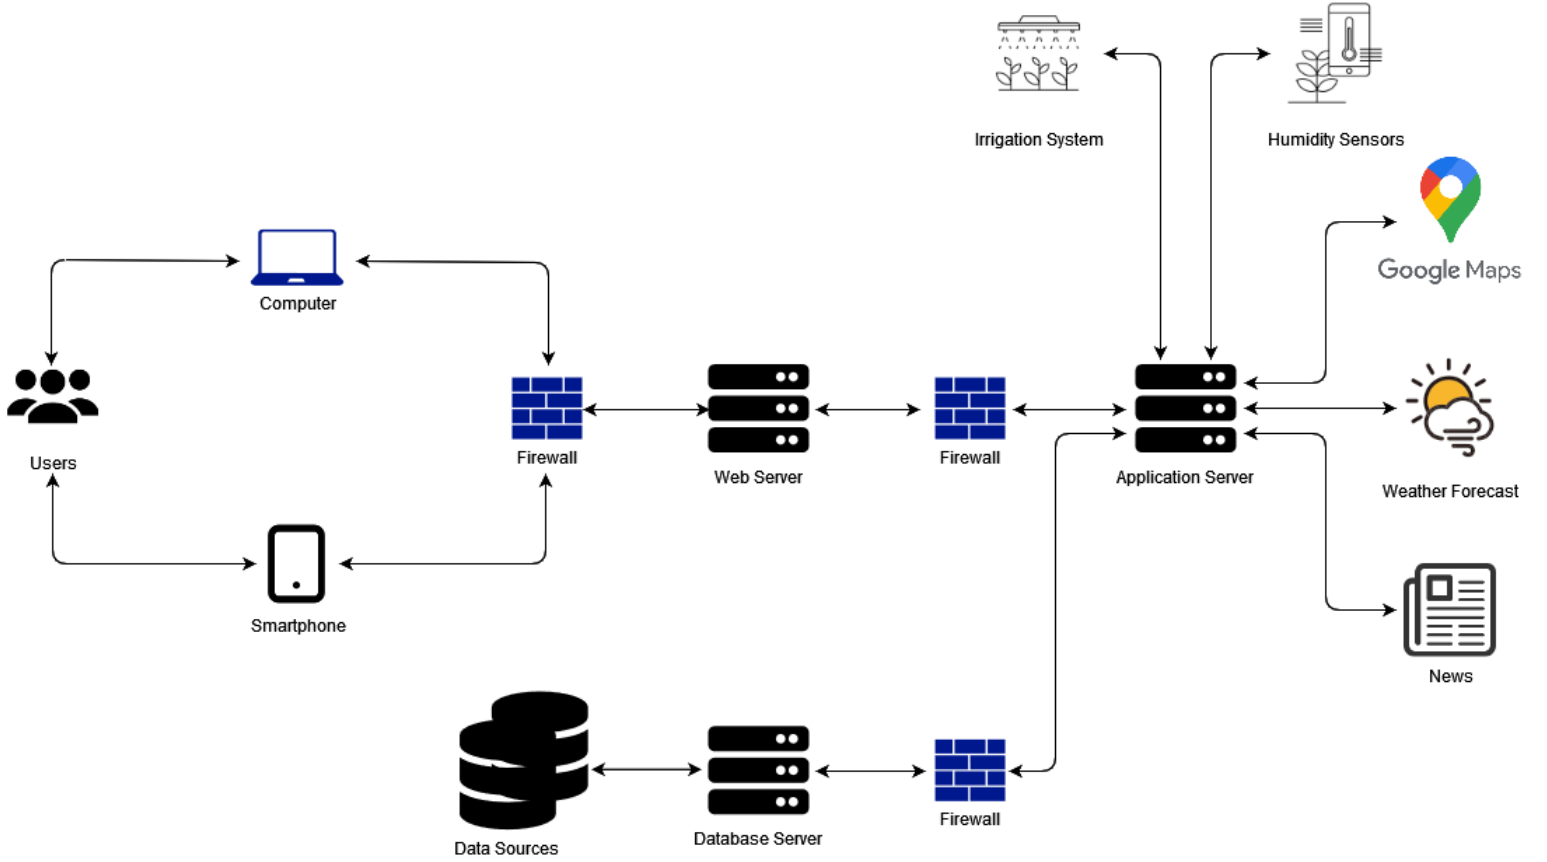 Irrigation System
Humidity Sensors
Google Maps
Computer
Users
Firewall
Web Server
Firewall
Application Server
Weather Forecast
Smartphone
News
Data Sources
Database Server
Firewall